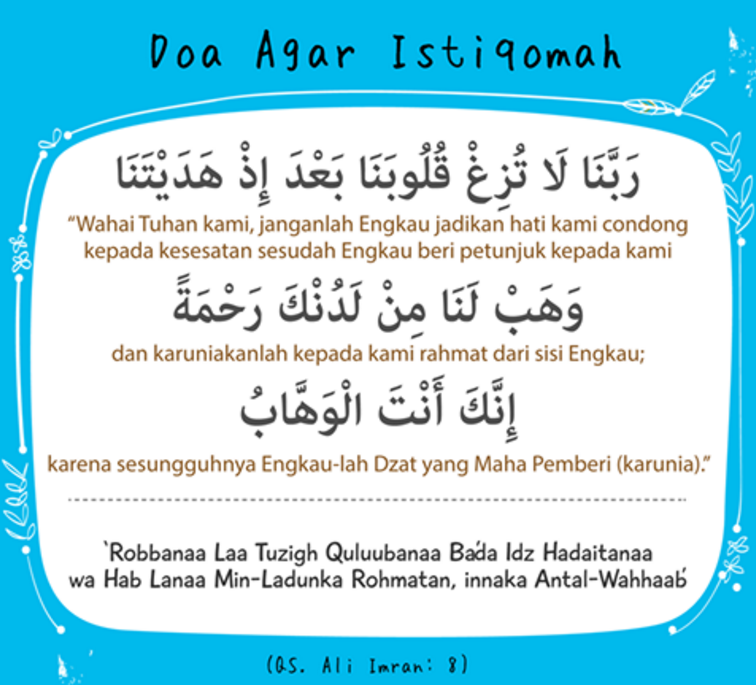 Doa Agar Istiqomah
رَبَّنَا لَا تُزِغْ قُلُوبَنَا بَعْدَ إِذْ هَدَيْتَنَا
“Wahai Tuhan kami, janganlah Engkau jadikan hati kami condong
kepada kesesatan sesudah Engkau beri petunjuk kepada kami
وَهَبْ لَنَا مِنْ لَدُنْكَ رَحْمَةً
dan karuniakanlah kepada kami rahmat dari sisi Engkau;
إِنَّكَ أَنْتَ الْوَهَّابُ
karena sesungguhnya Engkau-lah Dzat yang Maha Pemberi (karunia).”
‘Robbanaa Laa Tuzigh Quluubanaa Ba’da Idz Hadaitanaa
wa Hab Lanaa Min-Ladunka Rohmatan, innaka Antal-Wahhaab’
(QS. Ali Imran: 8)